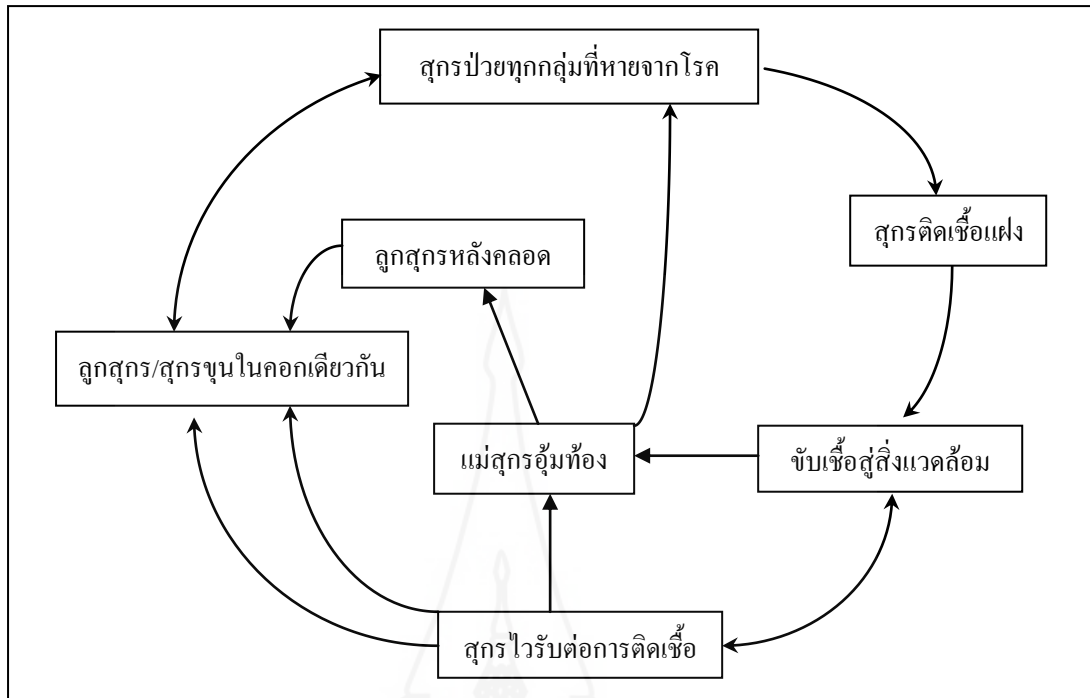 สุกรป่วยทุกกลุ่มที่หายจากโรค
สุกรติดเชื้อแฝง
ลูกสุกรหลังคลอด
ลูกสุกร/สุกรขุนในคอกเดียวกัน
แม่สุกรอุ้มท้อง
ขับเชื้อสู่สิ่งแวดล้อม
สุกรไวรับต่อการติดเชื้อ